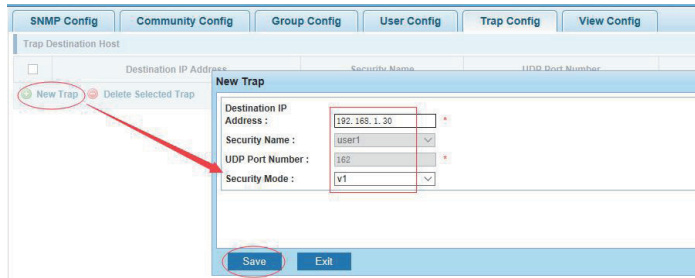 SNMP Config Community Config Group Config User Config Trap Config View Config
Trap Destination Host
Destination IP Address Security Name UDP Port Number
New Trap Delete Selected Trap
New Trap
Destination IP
Address : 192.168.1.30 *
Security Name : user1
UDP Port Number : 162 *
Security Mode : v1
Save Exit